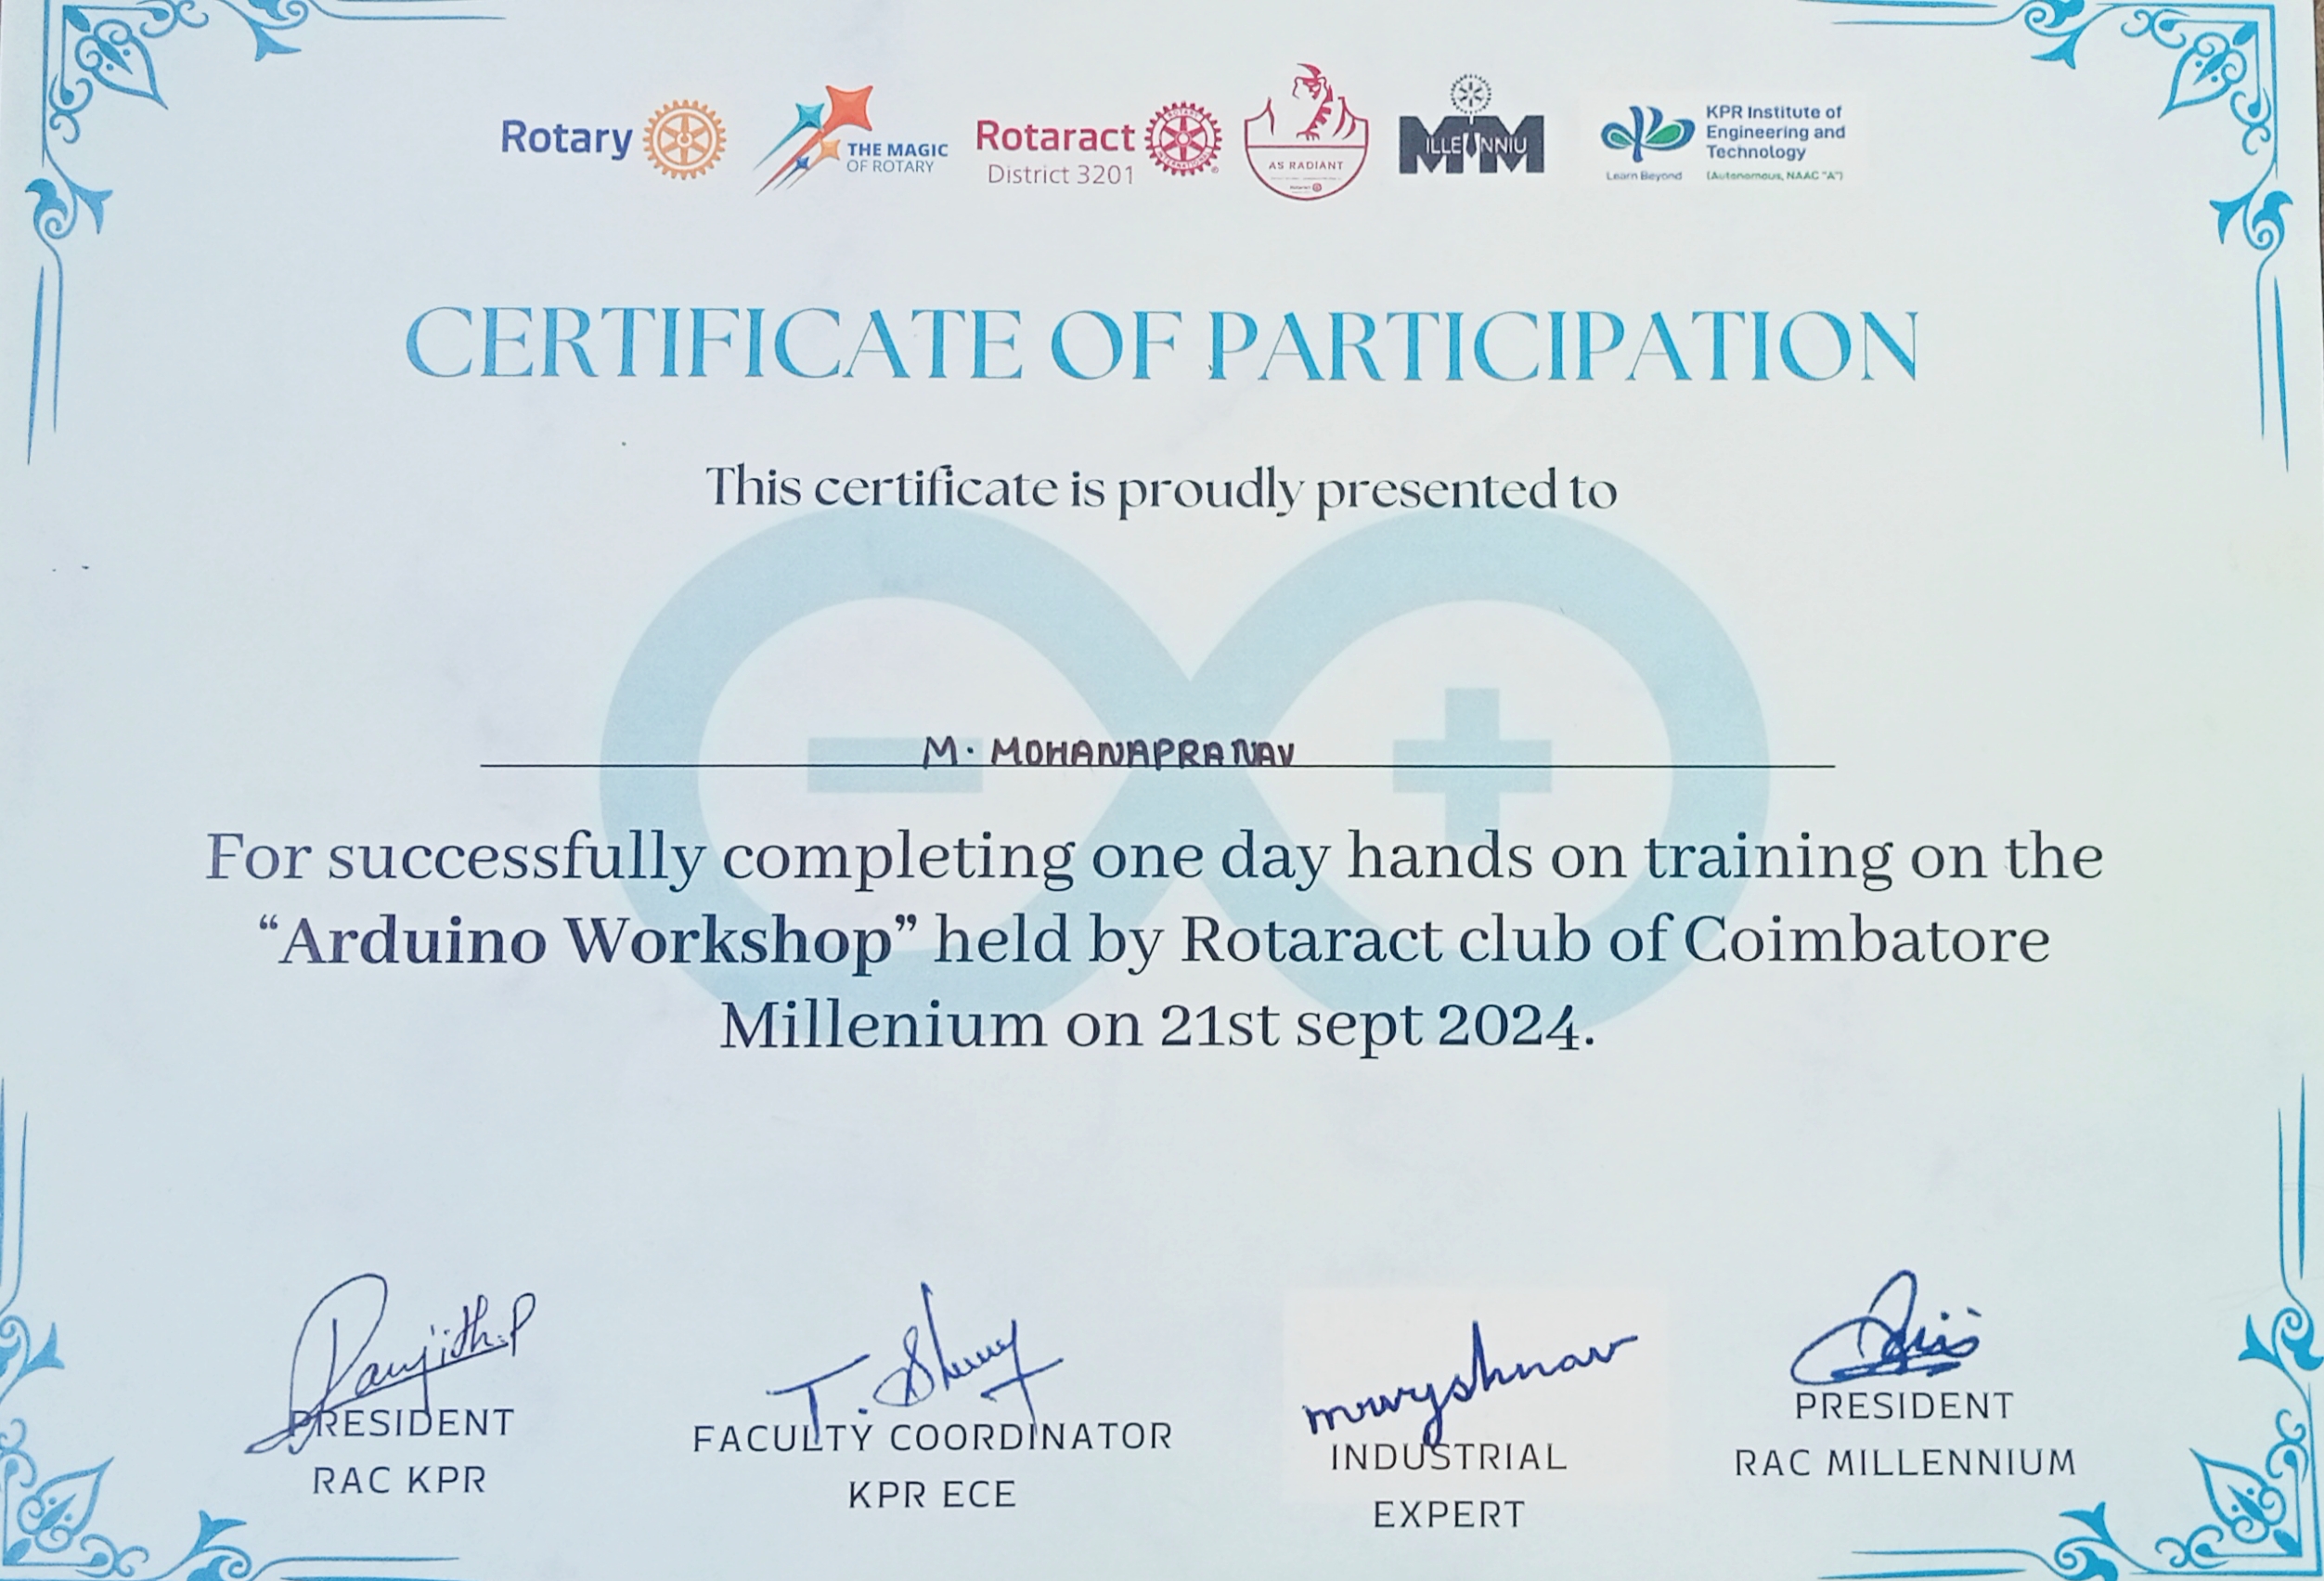 Rotary
THE MAGIC
OF ROTARY
Rotaract
District 3201
AS RADIANT
MILLENNIUM
KPR Institute of
Engineering and
Technology
Learn Beyond
(Autonomous, NAAC "A")
CERTIFICATE OF PARTICIPATION
This certificate is proudly presented to
M. MOHANAPRANAV
For successfully completing one day hands on training on the
“Arduino Workshop” held by Rotaract club of Coimbatore
Millenium on 21st sept 2024.
Ranjith.P
PRESIDENT
RAC KPR
FACULTY COORDINATOR
KPR ECE
INDUSTRIAL
EXPERT
PRESIDENT
RAC MILLENNIUM